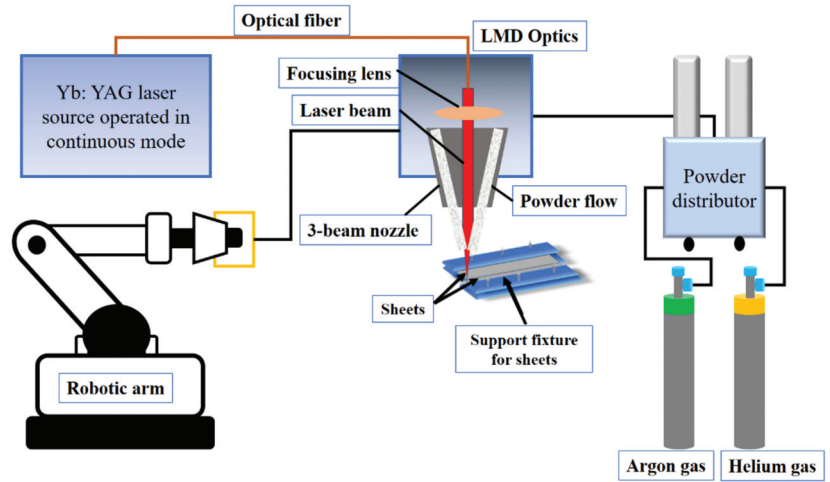 Optical fiber
LMD Optics
Yb: YAG laser
source operated in
continuous mode
Focusing lens
Laser beam
Powder
distributor
Powder flow
3-beam nozzle
Sheets
Support fixture
for sheets
Robotic arm
Argon gas
Helium gas